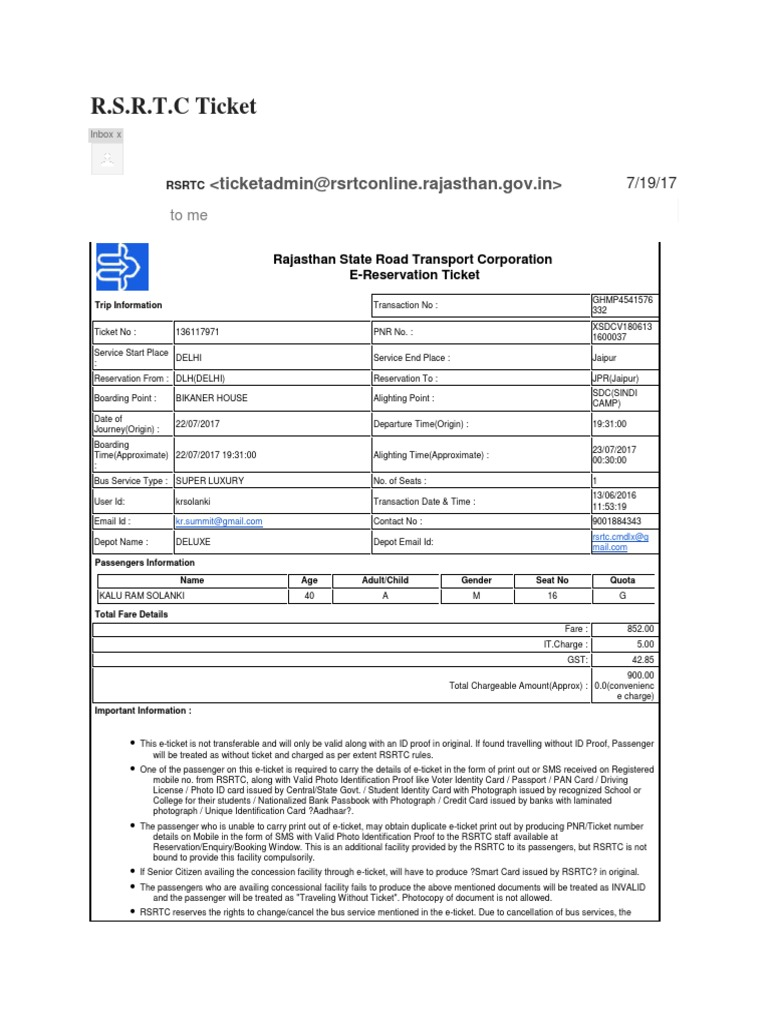 R.S.R.T.C Ticket
Inbox x
RSRTC <ticketadmin@rsrtconline.rajasthan.gov.in> 7/19/17
to me
Rajasthan State Road Transport Corporation
E-Reservation Ticket
Trip Information Transaction No : GHMP4541576
332
Ticket No : 136117971 PNR No. : XSDCV180613
1600037
Service Start Place
: DELHI Service End Place : Jaipur
Reservation From : DLH(DELHI) Reservation To : JPR(Jaipur)
Boarding Point : BIKANER HOUSE Alighting Point : SDC(SINDI
CAMP)
Date of
Journey(Origin) : 22/07/2017 Departure Time(Origin) : 19:31:00
Boarding
Time(Approximate)
: 22/07/2017 19:31:00 Alighting Time(Approximate) : 23/07/2017
00:30:00
Bus Service Type : SUPER LUXURY No. of Seats : 1
User Id: krsolanki Transaction Date & Time : 13/06/2016
11:53:19
Email Id : kr.summit@gmail.com Contact No : 9001884343
Depot Name : DELUXE Depot Email Id: rsrtc.cmdlx@g
mail.com
Passengers Information
Name Age Adult/Child Gender Seat No Quota
KALU RAM SOLANKI 40 A M 16 G
Total Fare Details
Fare : 852.00
IT.Charge : 5.00
GST: 42.85
Total Chargeable Amount(Approx) : 900.00
0.0(convenienc
e charge)
Important Information :
● This e-ticket is not transferable and will only be valid along with an ID proof in original. If found travelling without ID Proof, Passenger
will be treated as without ticket and charged as per extent RSRTC rules.
● One of the passenger on this e-ticket is required to carry the details of e-ticket in the form of print out or SMS received on Registered
mobile no. from RSRTC, along with Valid Photo Identification Proof like Voter Identity Card / Passport / PAN Card / Driving
License / Photo ID card issued by Central/State Govt. / Student Identity Card with Photograph issued by recognized School or
College for their students / Nationalized Bank Passbook with Photograph / Credit Card issued by banks with laminated
photograph / Unique Identification Card ?Aadhaar?.
● The passenger who is unable to carry print out of e-ticket, may obtain duplicate e-ticket print out by producing PNR/Ticket number
details on Mobile in the form of SMS with Valid Photo Identification Proof to the RSRTC staff available at
Reservation/Enquiry/Booking Window. This is an additional facility provided by the RSRTC to its passengers, but RSRTC is not
bound to provide this facility compulsorily.
● If Senior Citizen availing the concession facility through e-ticket, will have to produce ?Smart Card issued by RSRTC? in original.
● The passengers who are availing concessional facility fails to produce the above mentioned documents will be treated as INVALID
and the passenger will be treated as "Traveling Without Ticket". Photocopy of document is not allowed.
● RSRTC reserves the rights to change/cancel the bus service mentioned in the e-ticket. Due to cancellation of bus services, the